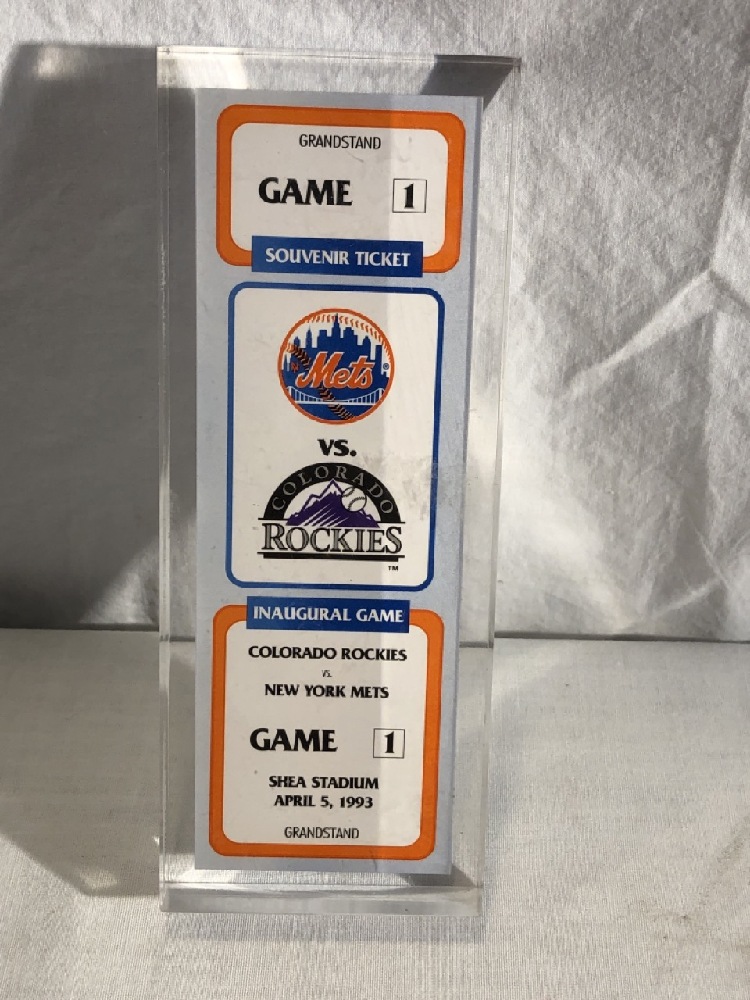 GRANDSTAND
GAME 1
SOUVENIR TICKET
Mets ®
VS.
COLORADO
ROCKIES
TM
INAUGURAL GAME
COLORADO ROCKIES
VS.
NEW YORK METS
GAME 1
SHEA STADIUM
APRIL 5, 1993
GRANDSTAND